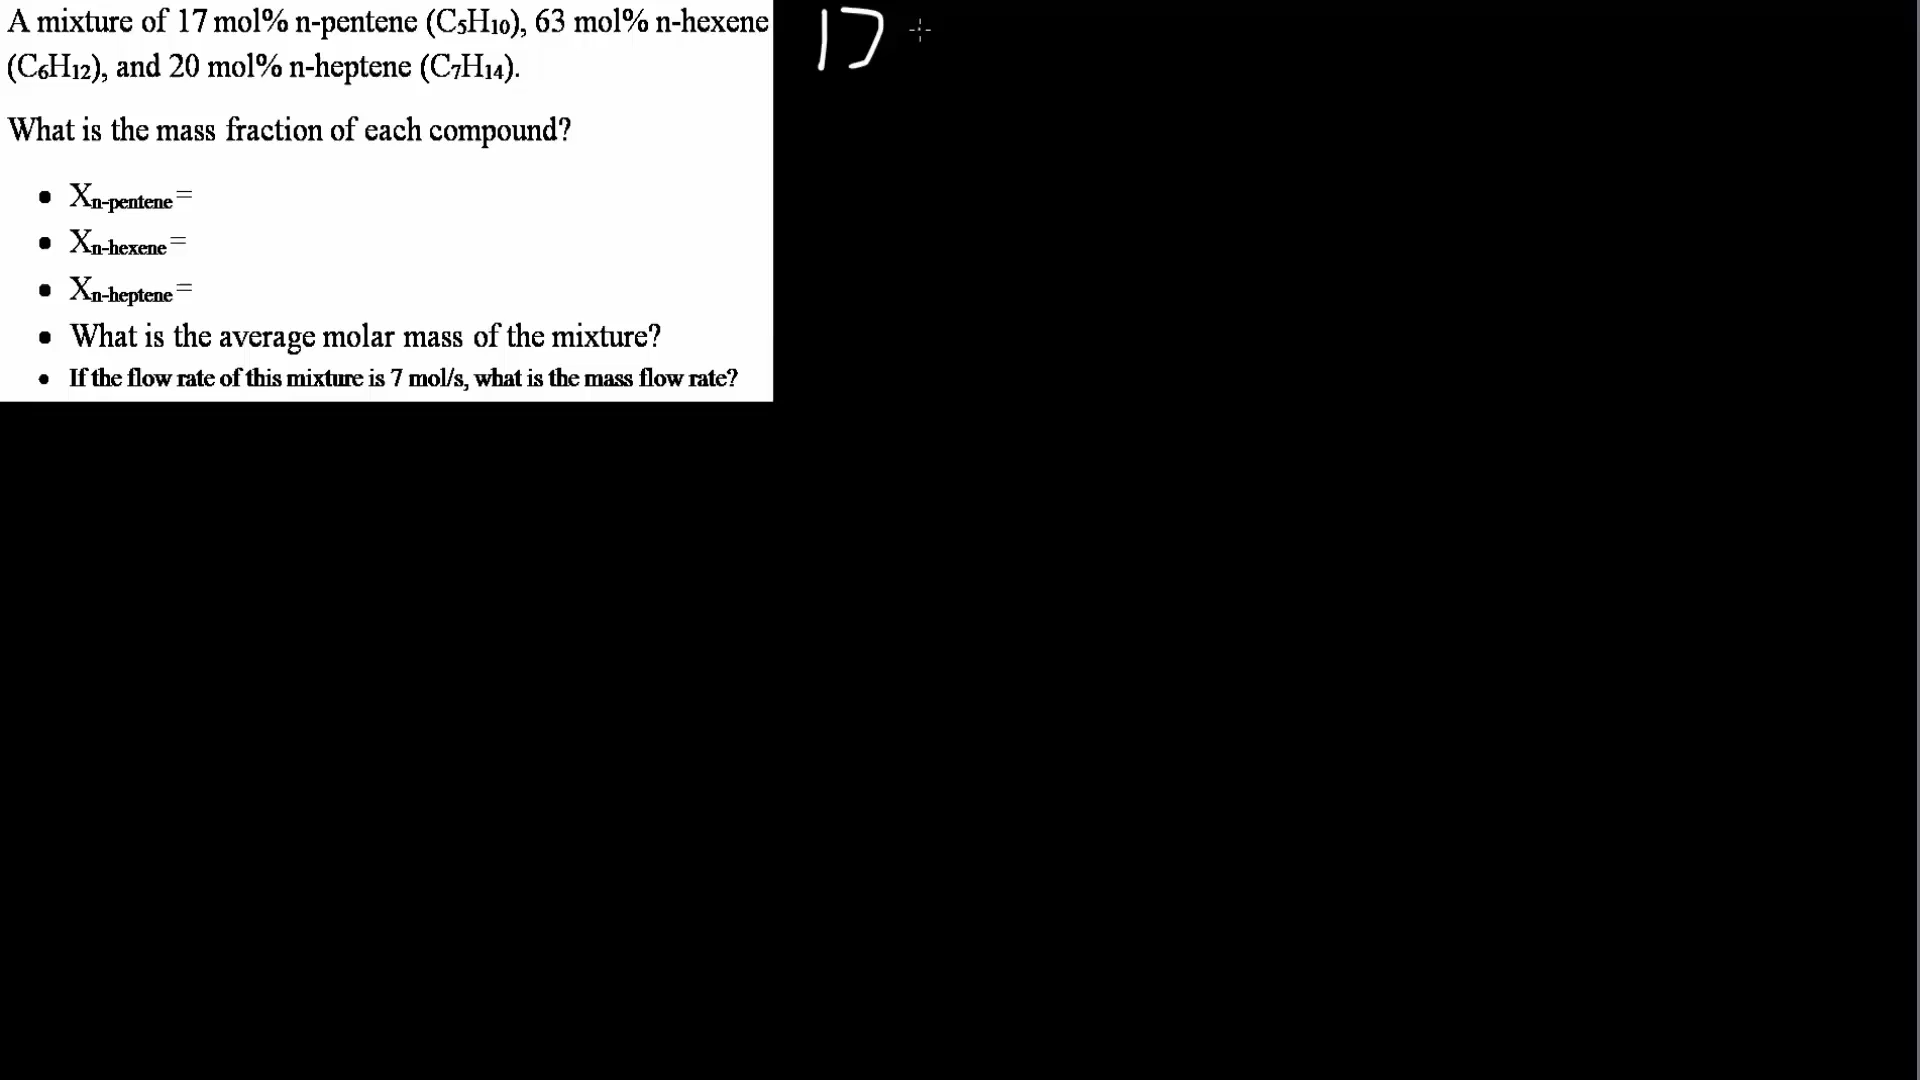 A mixture of 17 mol% n-pentene (C₅H₁₀), 63 mol% n-hexene
(C₆H₁₂), and 20 mol% n-heptene (C₇H₁₄).
What is the mass fraction of each compound?
• Xn-pentene=
• Xn-hexene=
• Xn-heptene=
• What is the average molar mass of the mixture?
• If the flow rate of this mixture is 7 mol/s, what is the mass flow rate?
17